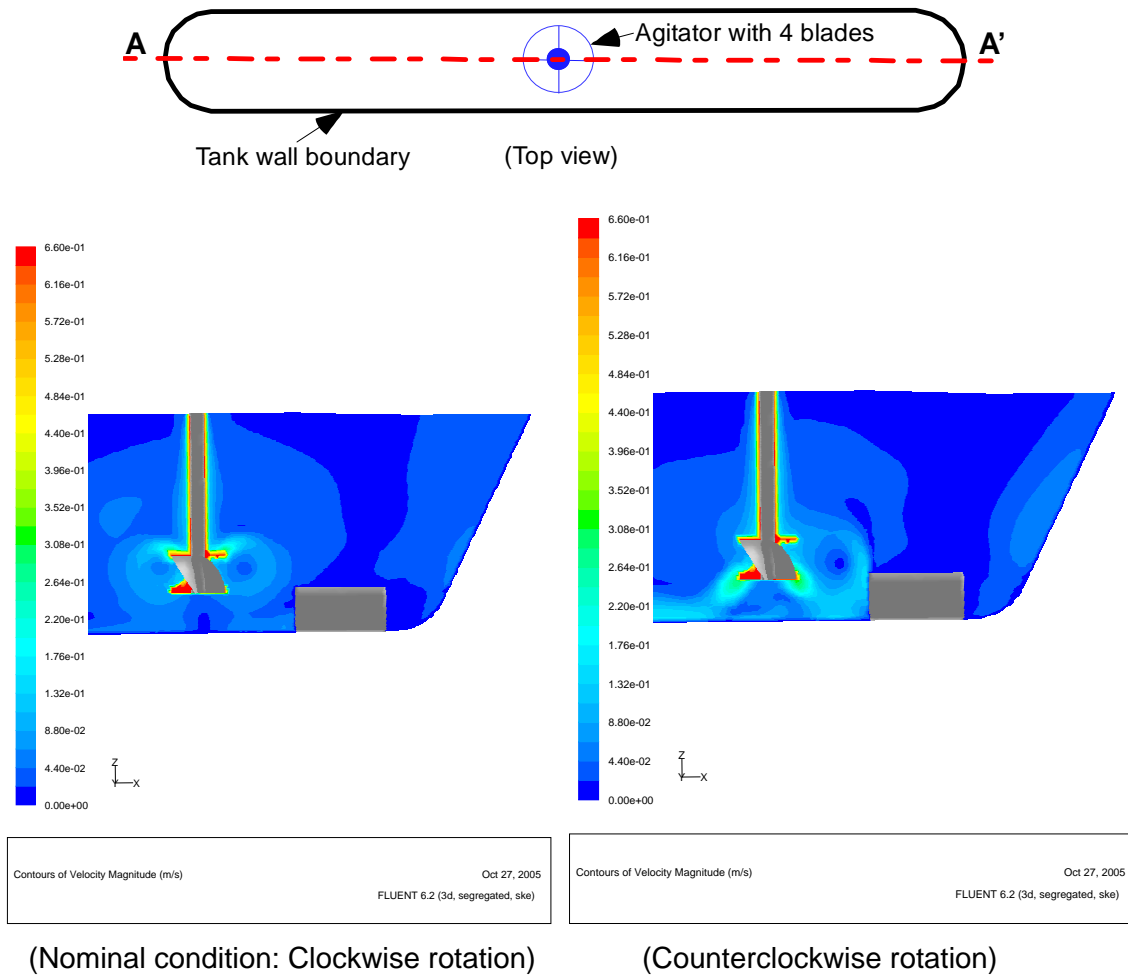 A
Agitator with 4 blades
A'
Tank wall boundary
(Top view)
6.60e-01
6.16e-01
5.72e-01
5.28e-01
4.84e-01
4.40e-01
3.96e-01
3.52e-01
3.08e-01
2.64e-01
2.20e-01
1.76e-01
1.32e-01
8.80e-02
4.40e-02
0.00e+00
Z
Y
X
Contours of Velocity Magnitude (m/s)
Oct 27, 2005
FLUENT 6.2 (3d, segregated, ske)
(Nominal condition: Clockwise rotation)
6.60e-01
6.16e-01
5.72e-01
5.28e-01
4.84e-01
4.40e-01
3.96e-01
3.52e-01
3.08e-01
2.64e-01
2.20e-01
1.76e-01
1.32e-01
8.80e-02
4.40e-02
0.00e+00
Z
Y
X
Contours of Velocity Magnitude (m/s)
Oct 27, 2005
FLUENT 6.2 (3d, segregated, ske)
(Counterclockwise rotation)